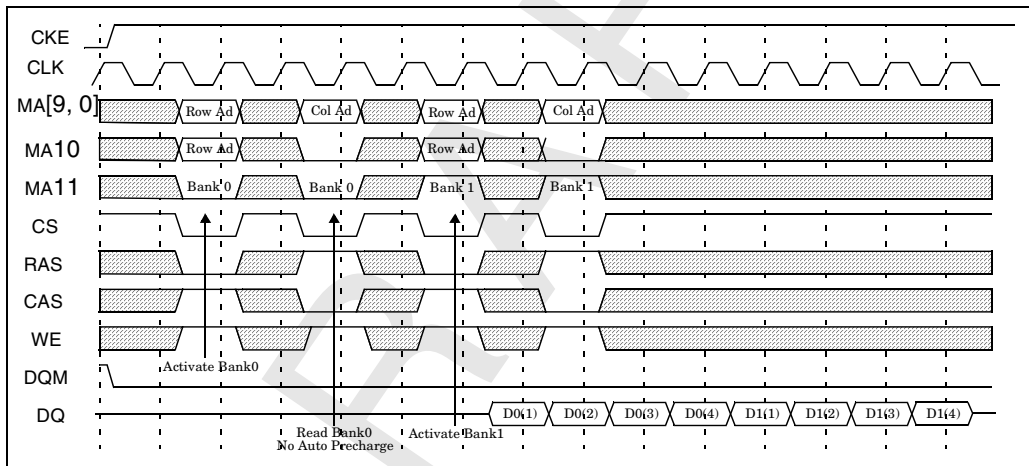 CKE
CLK
MA[9, 0] Row Ad Col Ad Row Ad Col Ad
MA10 Row Ad Row Ad
MA11 Bank 0 Bank 0 Bank 1 Bank 1
CS
RAS
CAS
WE
Activate Bank0
DQM
DQ D0(1) D0(2) D0(3) D0(4) D1(1) D1(2) D1(3) D1(4)
Read Bank0 Activate Bank1
No Auto Precharge